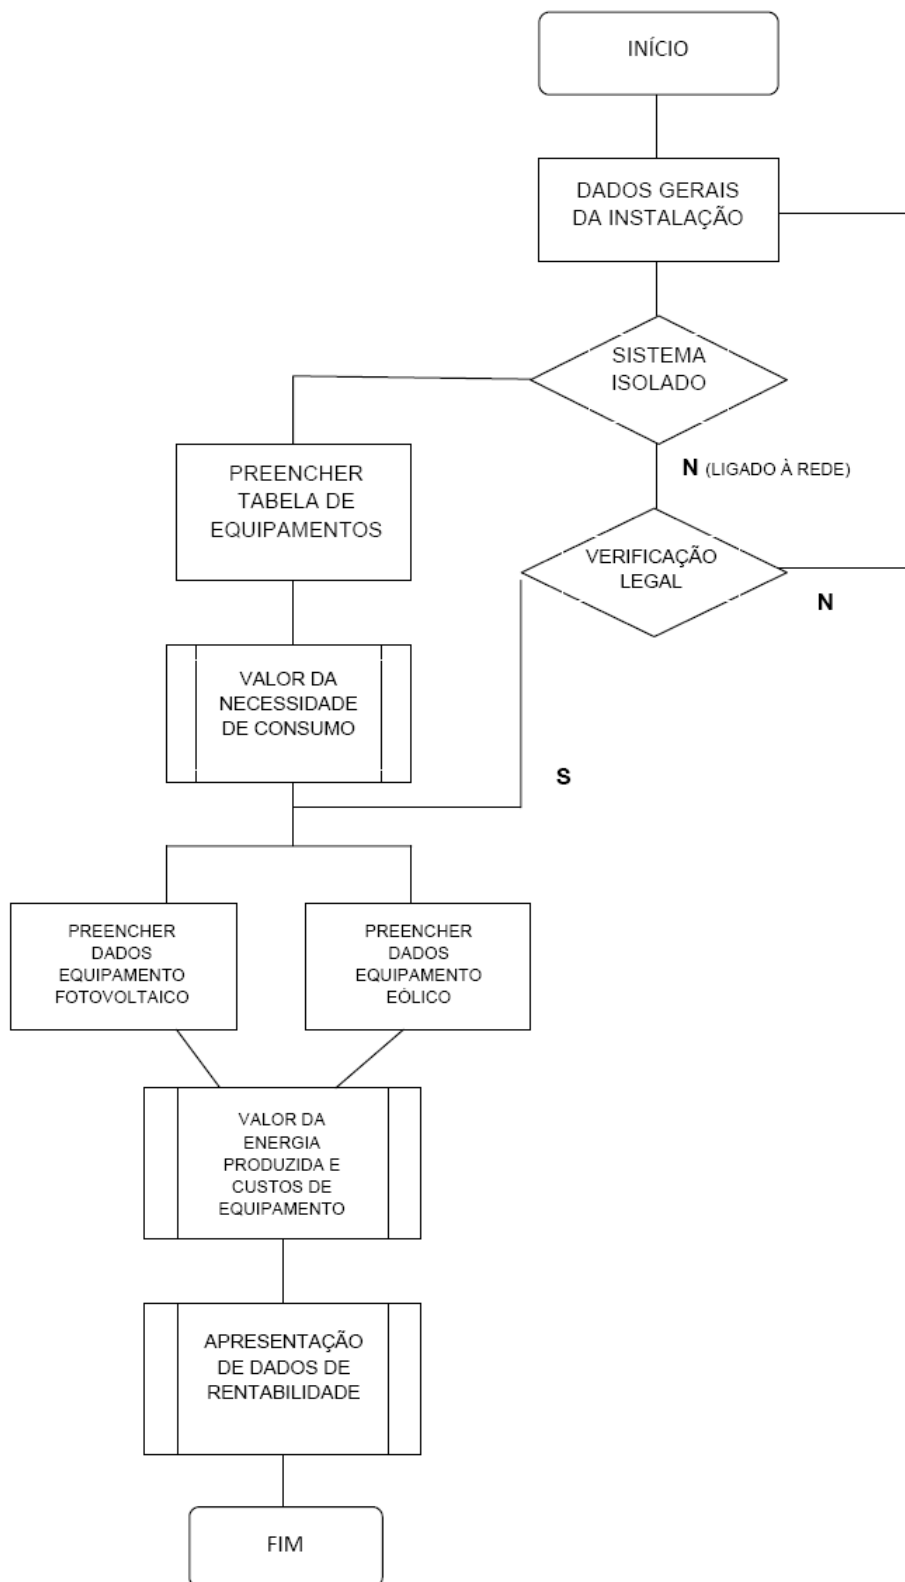 INÍCIO
DADOS GERAIS
DA INSTALAÇÃO
SISTEMA
ISOLADO
N (LIGADO À REDE)
PREENCHER
TABELA DE
EQUIPAMENTOS
VERIFICAÇÃO
LEGAL
N
VALOR DA
NECESSIDADE
DE CONSUMO
S
PREENCHER
DADOS
EQUIPAMENTO
FOTOVOLTAICO
PREENCHER
DADOS
EQUIPAMENTO
EÓLICO
VALOR DA
ENERGIA
PRODUZIDA E
CUSTOS DE
EQUIPAMENTO
APRESENTAÇÃO
DE DADOS DE
RENTABILIDADE
FIM